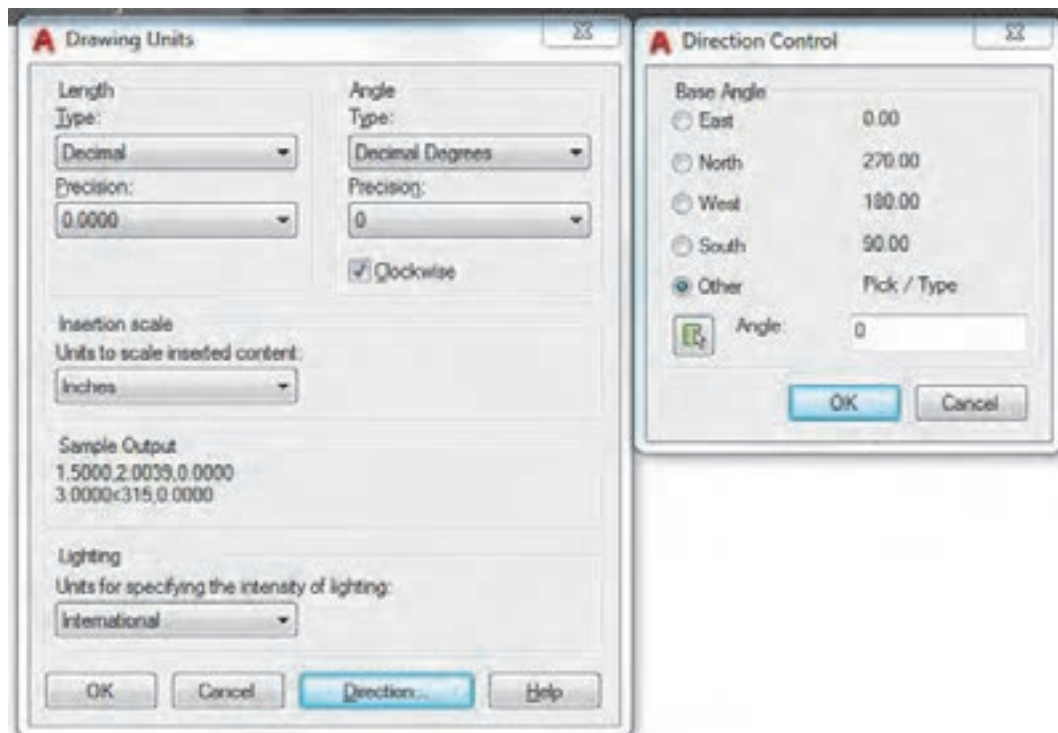 Drawing Units
Length
Type:
Decimal
Precision:
0.0000
Angle
Type:
Decimal Degrees
Precision:
0
Clockwise
Insertion scale
Units to scale inserted content:
Inches
Sample Output
1.5000,2.0039,0.0000
3.0000<315,0.0000
Lighting
Units for specifying the intensity of lighting:
International
OK Cancel Direction... Help
Direction Control
Base Angle
East 0.00
North 270.00
West 180.00
South 90.00
Other Pick / Type
Angle: 0
OK Cancel